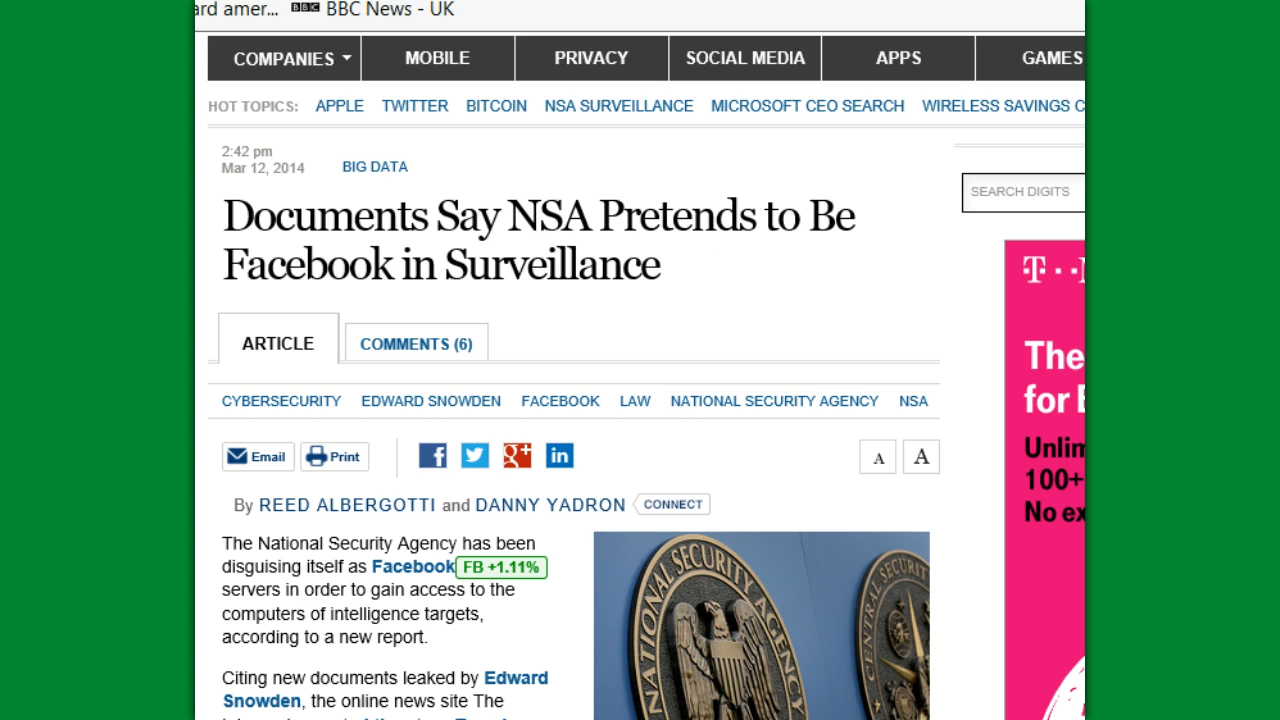 ard amer... BBC BBC News - UK
COMPANIES MOBILE PRIVACY SOCIAL MEDIA APPS GAMES
HOT TOPICS: APPLE TWITTER BITCOIN NSA SURVEILLANCE MICROSOFT CEO SEARCH WIRELESS SAVINGS C
2:42 pm
Mar 12, 2014 BIG DATA
SEARCH DIGITS
Documents Say NSA Pretends to Be
Facebook in Surveillance
ARTICLE COMMENTS (6)
CYBERSECURITY EDWARD SNOWDEN FACEBOOK LAW NATIONAL SECURITY AGENCY NSA
Email Print f g+ in A A
By REED ALBERGOTTI and DANNY YADRON CONNECT
The National Security Agency has been
disguising itself as Facebook FB +1.11%
servers in order to gain access to the
computers of intelligence targets,
according to a new report.
Citing new documents leaked by Edward
Snowden, the online news site The
NATIONAL SECURITY AGENCY
CENTRAL
T
The
for
Unlim
100+
No ex